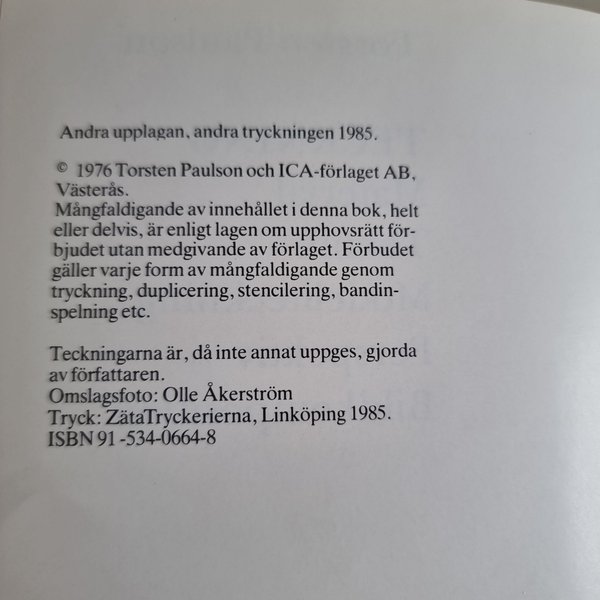 Andra upplagan, andra tryckningen 1985.
© 1976 Torsten Paulson och ICA-förlaget AB,
Västerås.
Mångfaldigande av innehållet i denna bok, helt
eller delvis, är enligt lagen om upphovsrätt för-
bjudet utan medgivande av förlaget. Förbudet
gäller varje form av mångfaldigande genom
tryckning, duplicering, stencilering, bandin-
spelning etc.
Teckningarna är, då inte annat uppges, gjorda
av författaren.
Omslagsfoto: Olle Åkerström
Tryck: ZätaTryckerierna, Linköping 1985.
ISBN 91 -534-0664-8